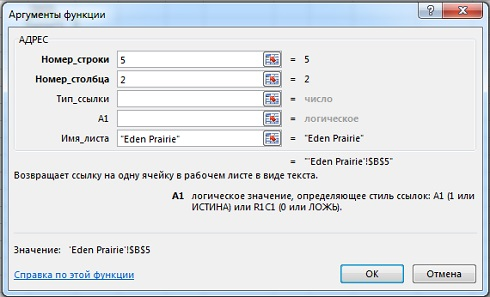 Аргументы функции
АДРЕС
Номер_строки 5 = 5
Номер_столбца 2 = 2
Тип_ссылки = число
A1 = логическое
Имя_листа "Eden Prairie" = "Eden Prairie"
= "'Eden Prairie'!$B$5"
Возвращает ссылку на одну ячейку в рабочем листе в виде текста.
A1 логическое значение, определяющее стиль ссылок: A1 (1 или
ИСТИНА) или R1C1 (0 или ЛОЖЬ).
Значение: 'Eden Prairie'!$B$5
Справка по этой функции
ОК Отмена